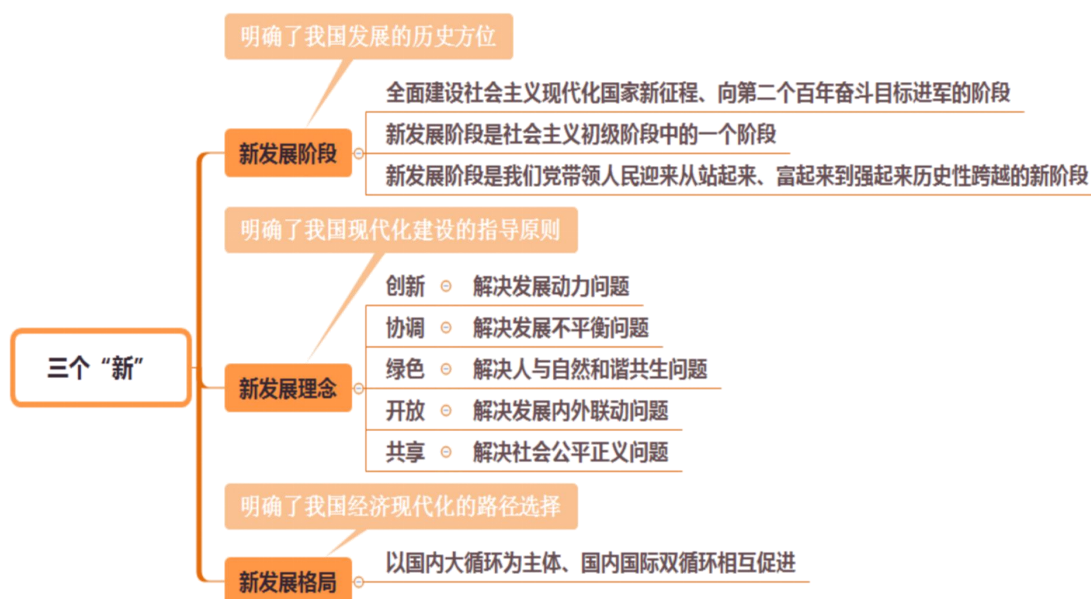 明确了我国发展的历史方位
全面建设社会主义现代化国家新征程、向第二个百年奋斗目标进军的阶段
新发展阶段
新发展阶段是社会主义初级阶段中的一个阶段
新发展阶段是我们党带领人民迎来从站起来、富起来到强起来历史性跨越的新阶段
明确了我国现代化建设的指导原则
创新 解决发展动力问题
协调 解决发展不平衡问题
三个“新”
绿色 解决人与自然和谐共生问题
新发展理念
开放 解决发展内外联动问题
共享 解决社会公平正义问题
明确了我国经济现代化的路径选择
以国内大循环为主体、国内国际双循环相互促进
新发展格局